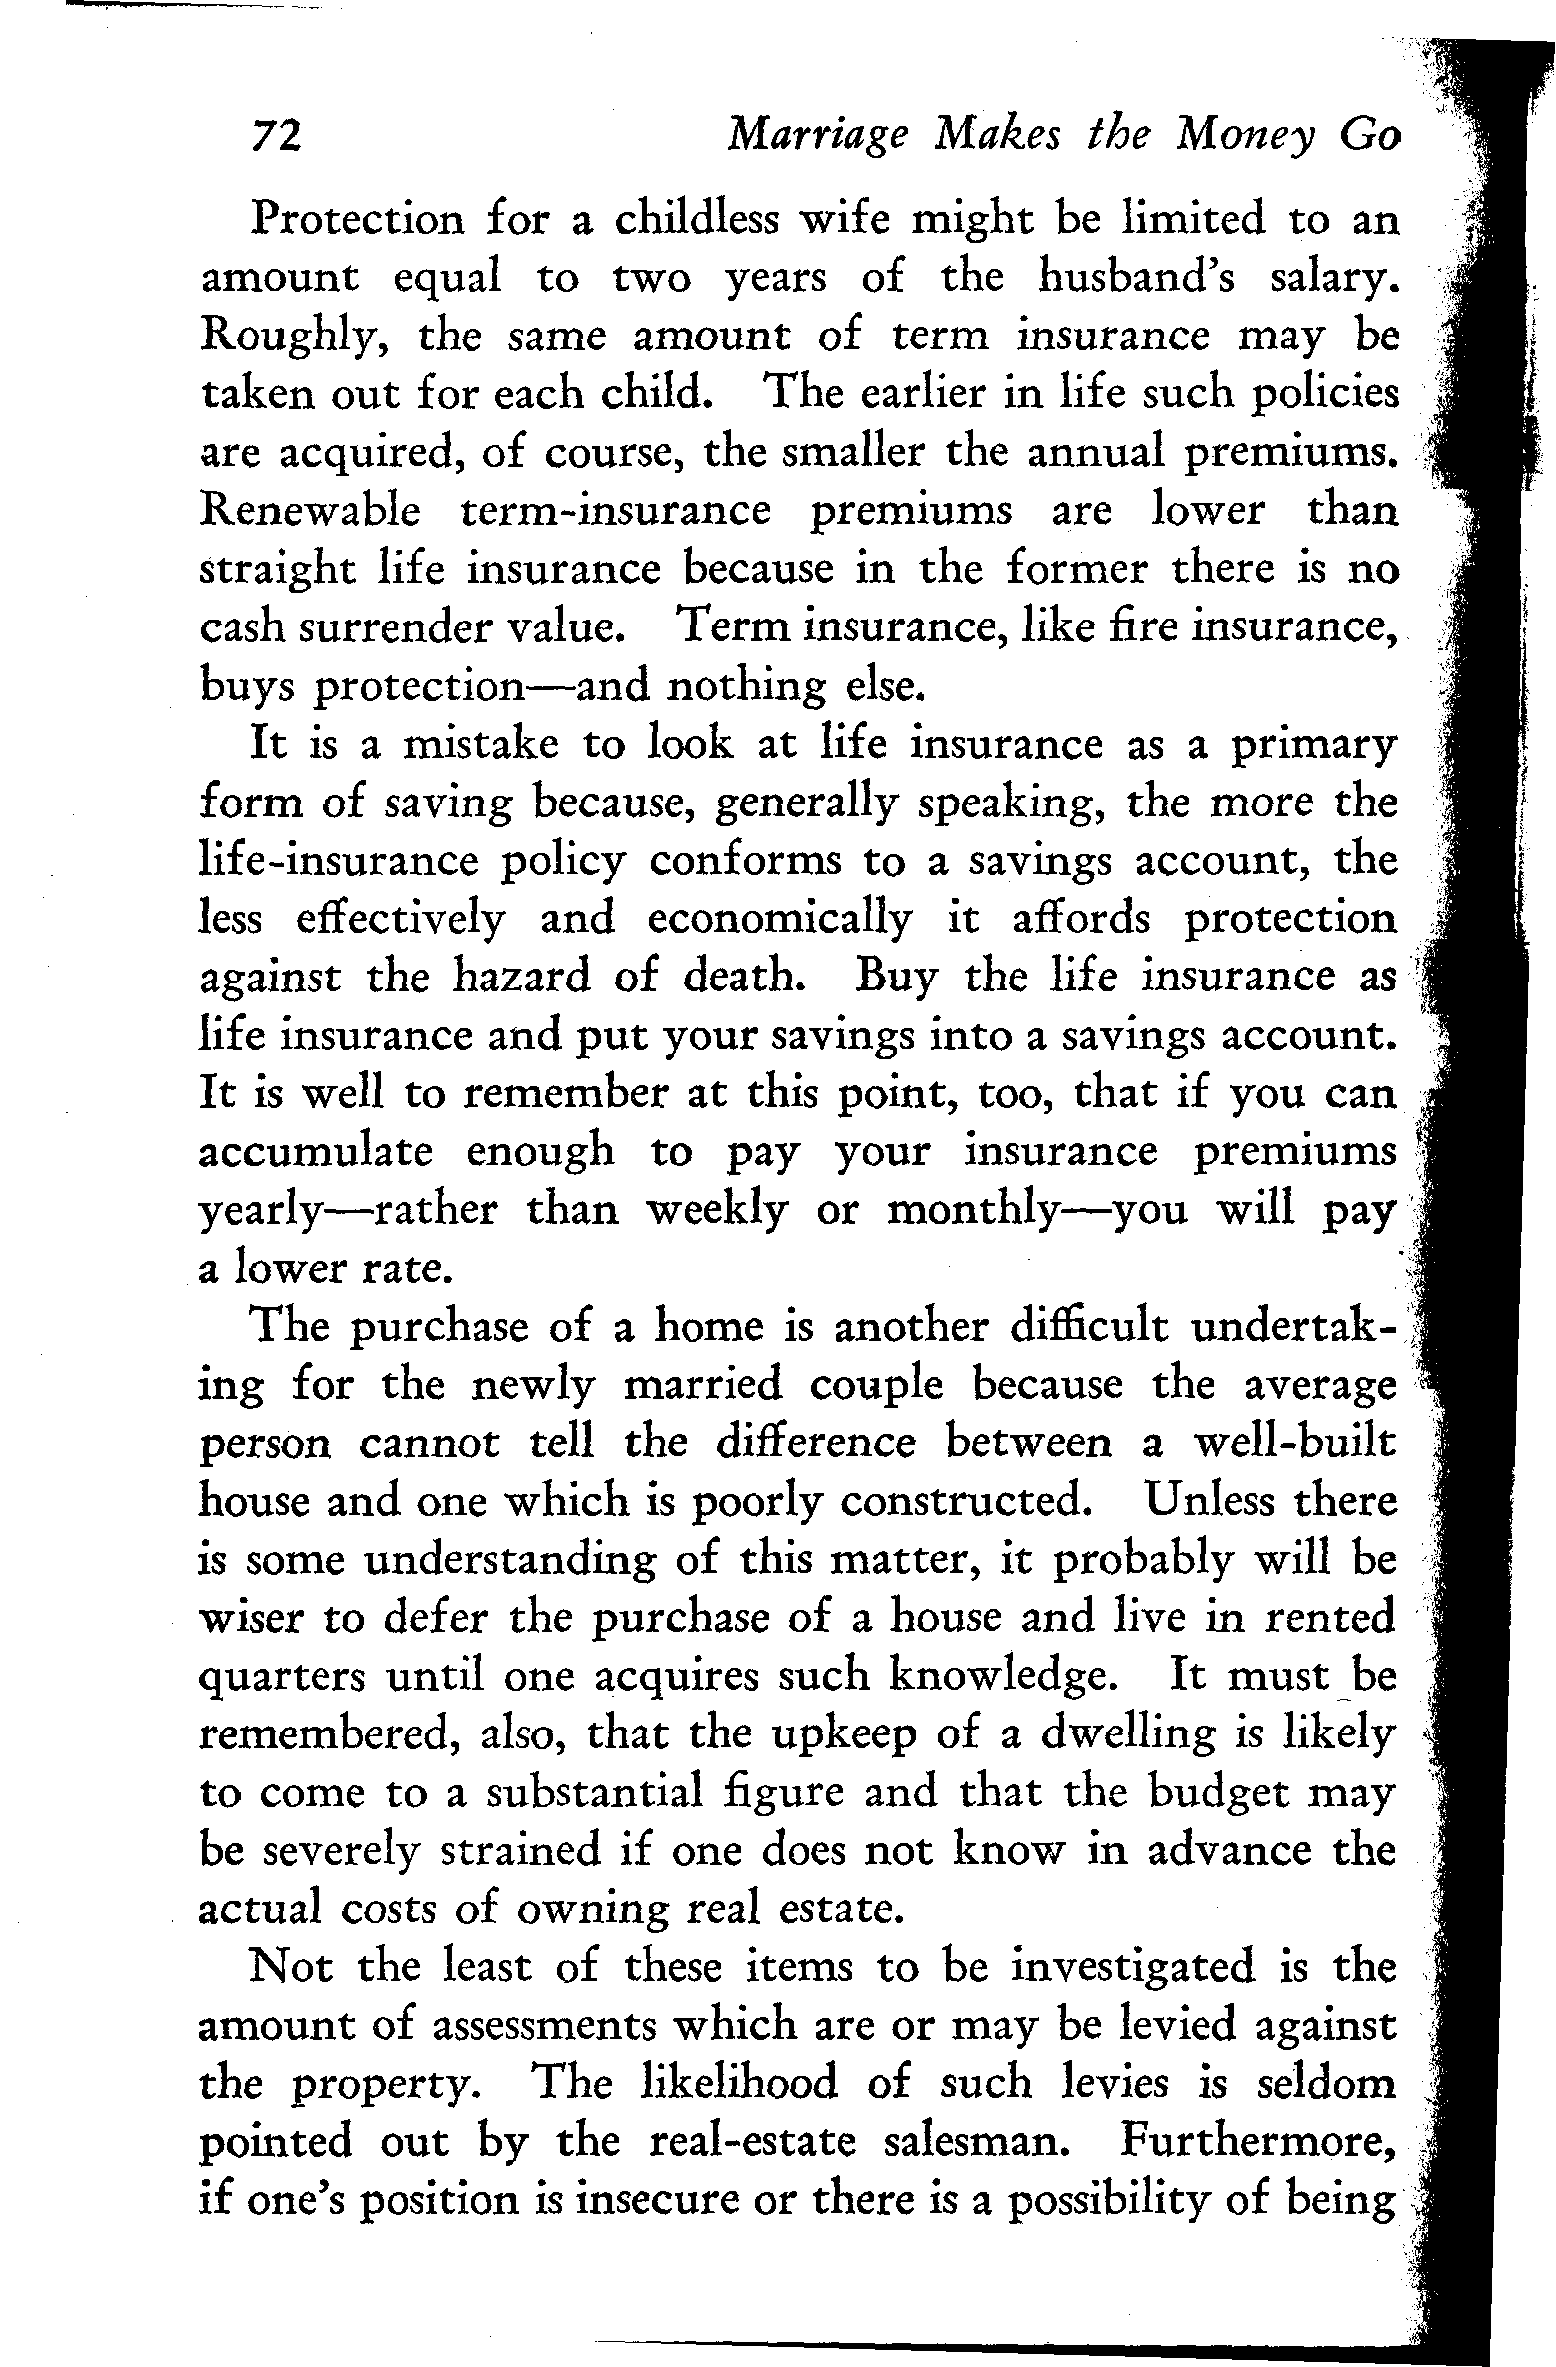 72 Marriage Makes the Money Go
Protection for a childless wife might be limited to an
amount equal to two years of the husband's salary.
Roughly, the same amount of term insurance may be
taken out for each child. The earlier in life such policies
are acquired, of course, the smaller the annual premiums.
Renewable term-insurance premiums are lower than
straight life insurance because in the former there is no
cash surrender value. Term insurance, like fire insurance,
buys protection—and nothing else.
It is a mistake to look at life insurance as a primary
form of saving because, generally speaking, the more the
life-insurance policy conforms to a savings account, the
less effectively and economically it affords protection
against the hazard of death. Buy the life insurance as
life insurance and put your savings into a savings account.
It is well to remember at this point, too, that if you can
accumulate enough to pay your insurance premiums
yearly—rather than weekly or monthly—you will pay
a lower rate.
The purchase of a home is another difficult undertak-
ing for the newly married couple because the average
person cannot tell the difference between a well-built
house and one which is poorly constructed. Unless there
is some understanding of this matter, it probably will be
wiser to defer the purchase of a house and live in rented
quarters until one acquires such knowledge. It must be
remembered, also, that the upkeep of a dwelling is likely
to come to a substantial figure and that the budget may
be severely strained if one does not know in advance the
actual costs of owning real estate.
Not the least of these items to be investigated is the
amount of assessments which are or may be levied against
the property. The likelihood of such levies is seldom
pointed out by the real-estate salesman. Furthermore,
if one's position is insecure or there is a possibility of being